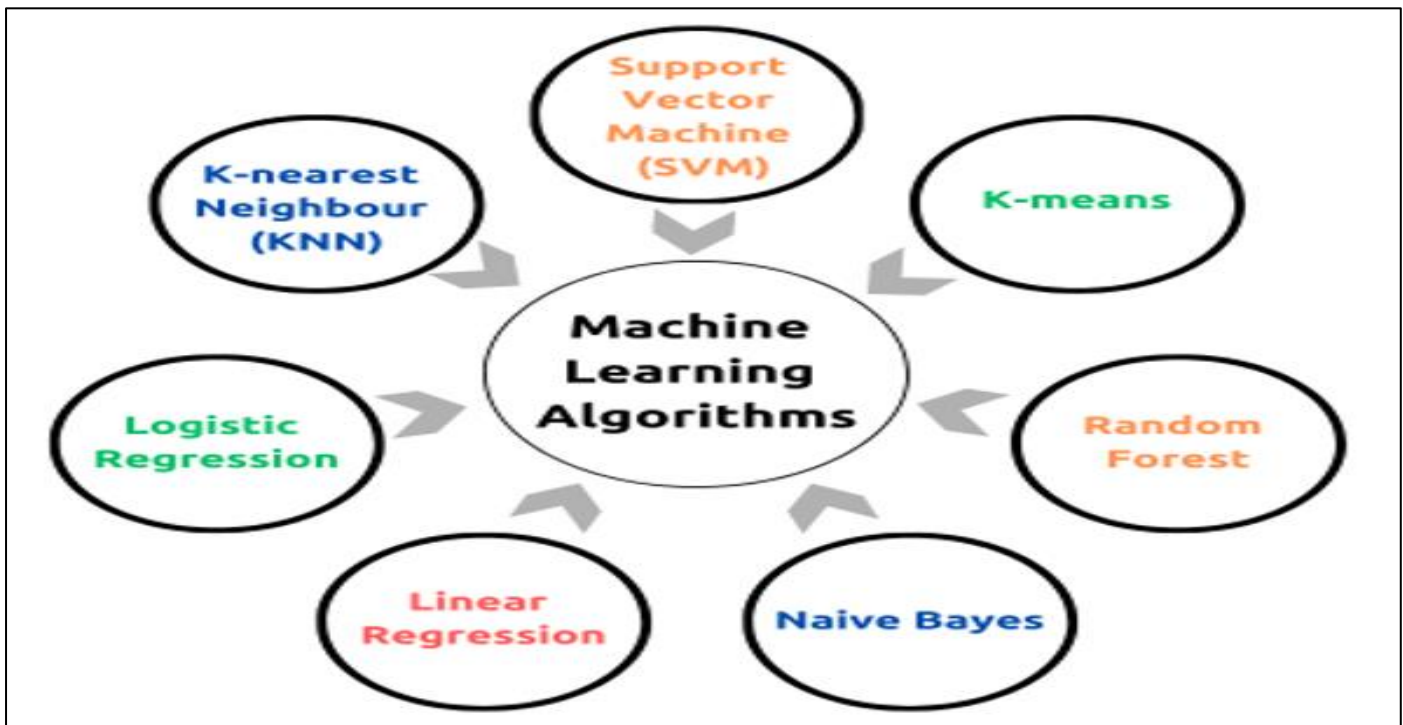 Support
Vector
Machine
(SVM)
K-nearest
Neighbour
(KNN)
K-means
Machine
Learning
Algorithms
Logistic
Regression
Random
Forest
Linear
Regression
Naive Bayes